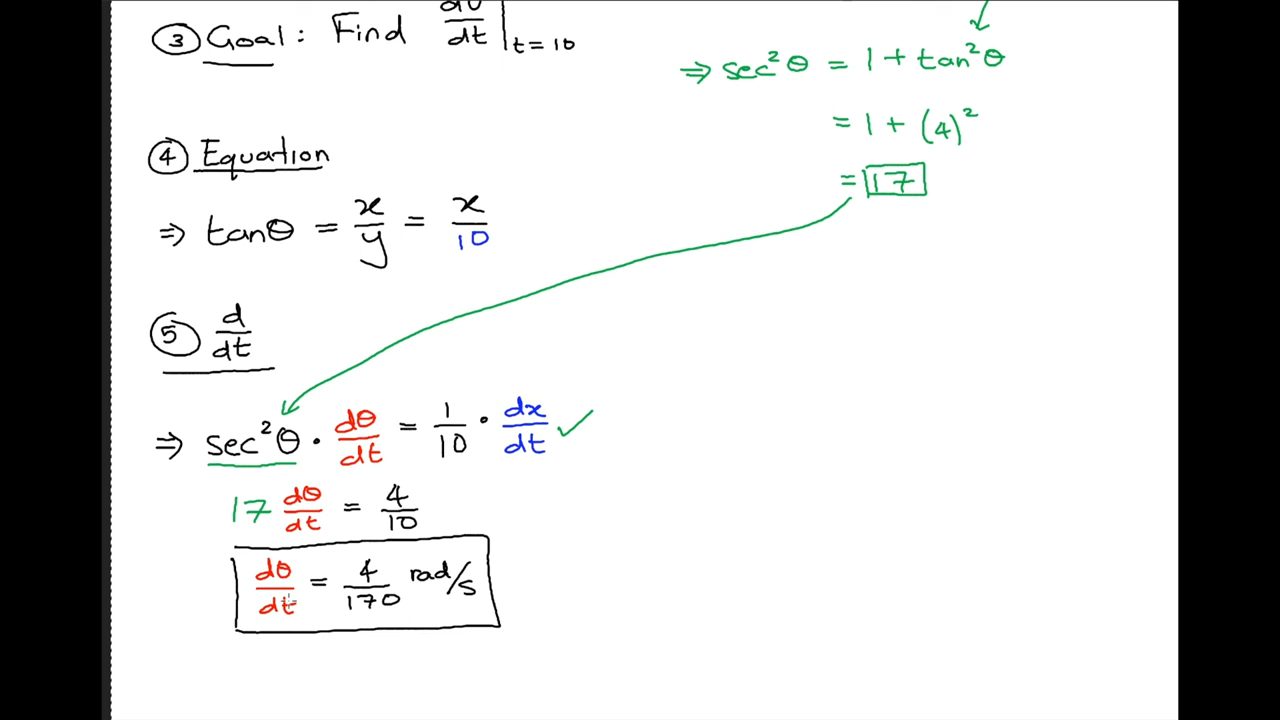 ③ Goal: Find dθ/dt |t=10
④ Equation
⇒ tanθ = x/y = x/10
⑤ d/dt
⇒ sec²θ · dθ/dt = 1/10 · dx/dt ✓
17 dθ/dt = 4/10
dθ/dt = 4/170 rad/s
⇒ sec²θ = 1 + tan²θ
= 1 + (4)²
= 17